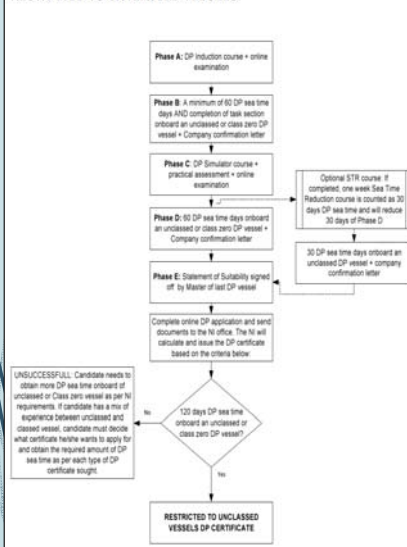 Phase A: DP Induction course + online
examination
Phase B: A minimum of 60 DP sea time
days AND completion of task section
onboard an unclassed or class zero DP
vessel + Company confirmation letter
Phase C: DP Simulator course +
practical assessment + online
examination
Optional STR course: If
completed, one week Sea Time
Reduction course is counted as 30
days DP sea time and will reduce
30 days of Phase D
Phase D: 60 DP sea time days onboard
an unclassed or class zero DP vessel +
Company confirmation letter
30 DP sea time days onboard an
unclassed DP vessel + company
confirmation letter
Phase E: Statement of Suitability signed
off by Master of last DP vessel
Complete online DP application and send
documents to the NI office. The NI will
calculate and issue the DP certificate
based on the criteria below:
UNSUCCESSFULL: Candidate needs to
obtain more DP sea time onboard of
unclassed or Class zero vessel as per NI
requirements. If candidate has a mix of
experience between unclassed and
classed vessel, candidate must decide
what certificate he/she wants to apply for
and obtain the required amount of DP
sea time as per each type of DP
certificate sought.
No
120 days DP sea time
onboard an unclassed or
class zero DP vessel?
Yes
RESTRICTED TO UNCLASSED
VESSELS DP CERTIFICATE